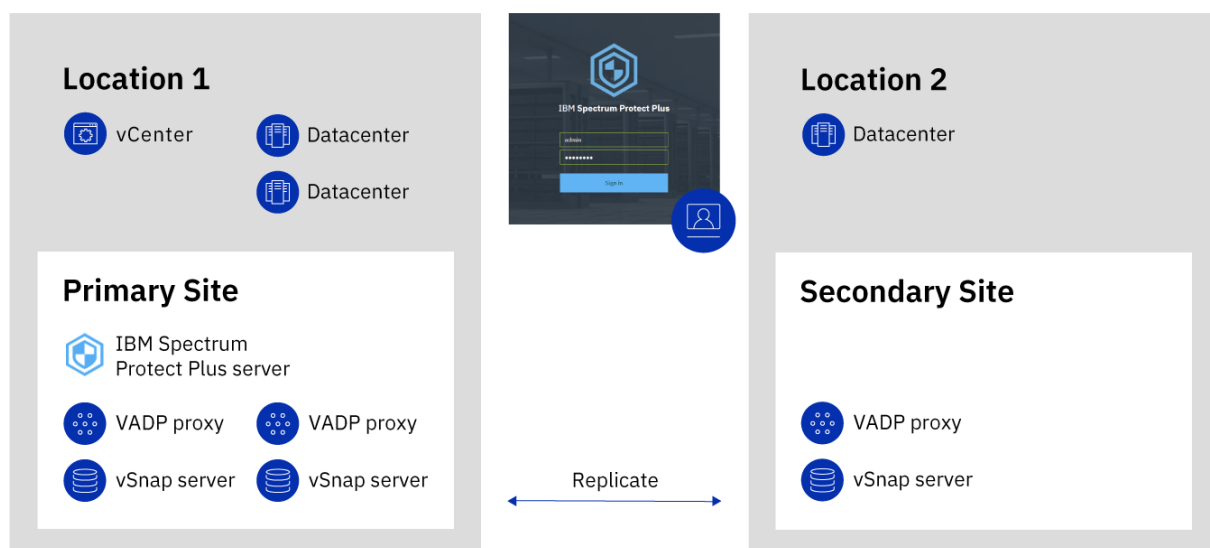 Location 1
vCenter
Datacenter
Datacenter
Primary Site
IBM Spectrum
Protect Plus server
VADP proxy
VADP proxy
vSnap server
vSnap server
IBM Spectrum Protect Plus
admin
••••••••
Sign in
Replicate
Location 2
Datacenter
Secondary Site
VADP proxy
vSnap server